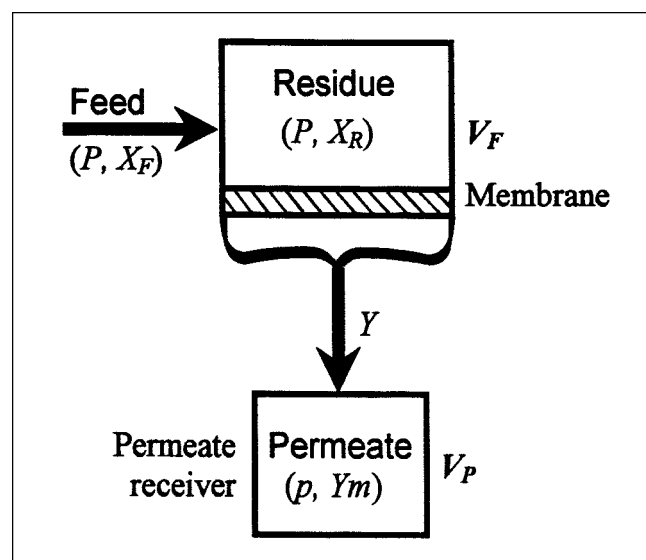 Feed
(P, X_F)
Residue
(P, X_R)
V_F
Membrane
Y
Permeate
receiver
Permeate
(p, Ym)
V_P